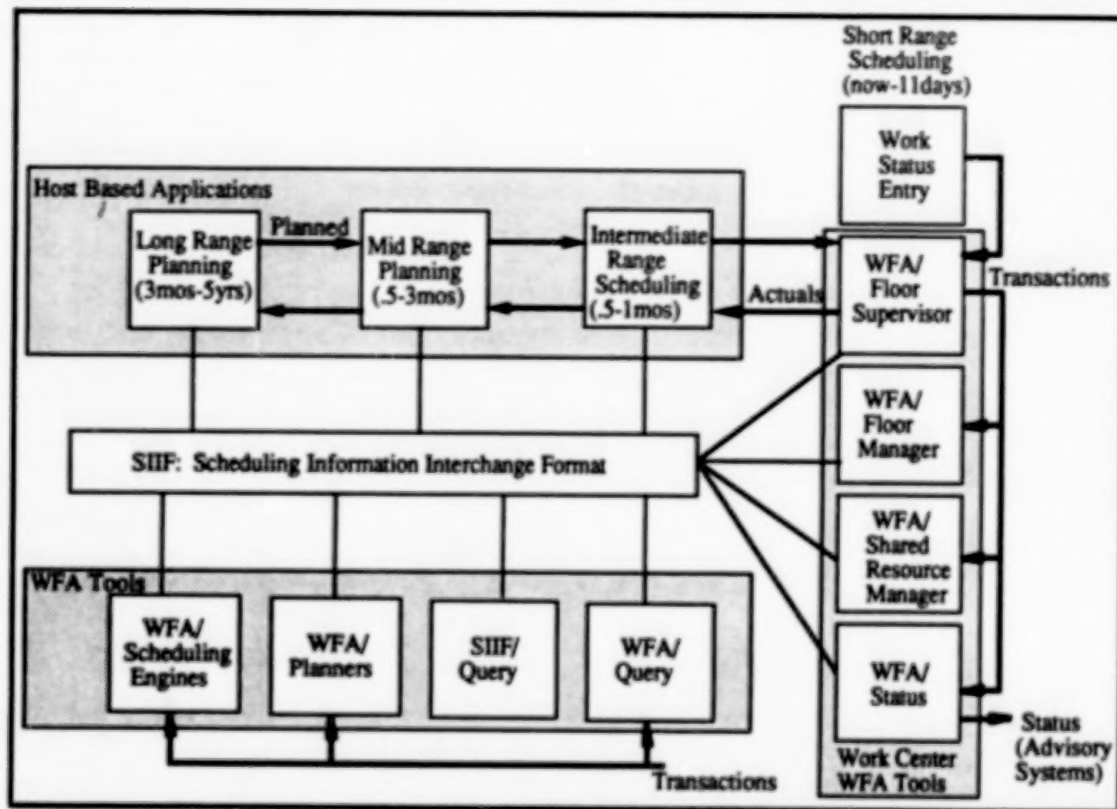 Short Range
Scheduling
(now-11days)
Work
Status
Entry
Host Based Applications
Long Range
Planning
(3mos-5yrs)
Planned
Mid Range
Planning
(.5-3mos)
Intermediate
Range
Scheduling
(.5-1mos)
Actuals
WFA/
Floor
Supervisor
Transactions
WFA/
Floor
Manager
SIIF: Scheduling Information Interchange Format
WFA/
Shared
Resource
Manager
WFA Tools
WFA/
Scheduling
Engines
WFA/
Planners
SIIF/
Query
WFA/
Query
WFA/
Status
Status
(Advisory
Systems)
Work Center
WFA Tools
Transactions